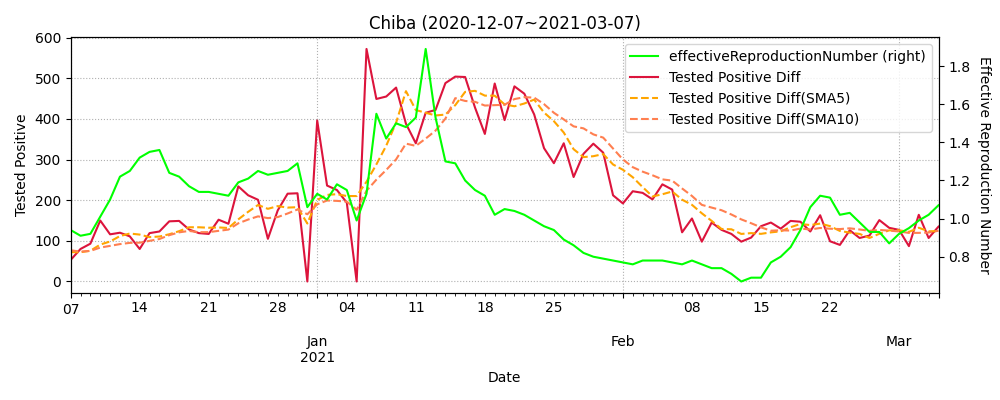 Chiba (2020-12-07~2021-03-07)
effectiveReproductionNumber (right)
Tested Positive Diff
Tested Positive Diff(SMA5)
Tested Positive Diff(SMA10)
Tested Positive
600
500
400
300
200
100
0
1.8
1.6
1.4
1.2
1.0
0.8
Effective Reproduction Number
07 14 21 28 04 11 18 25 08 15 22
Jan Feb Mar
2021
Date